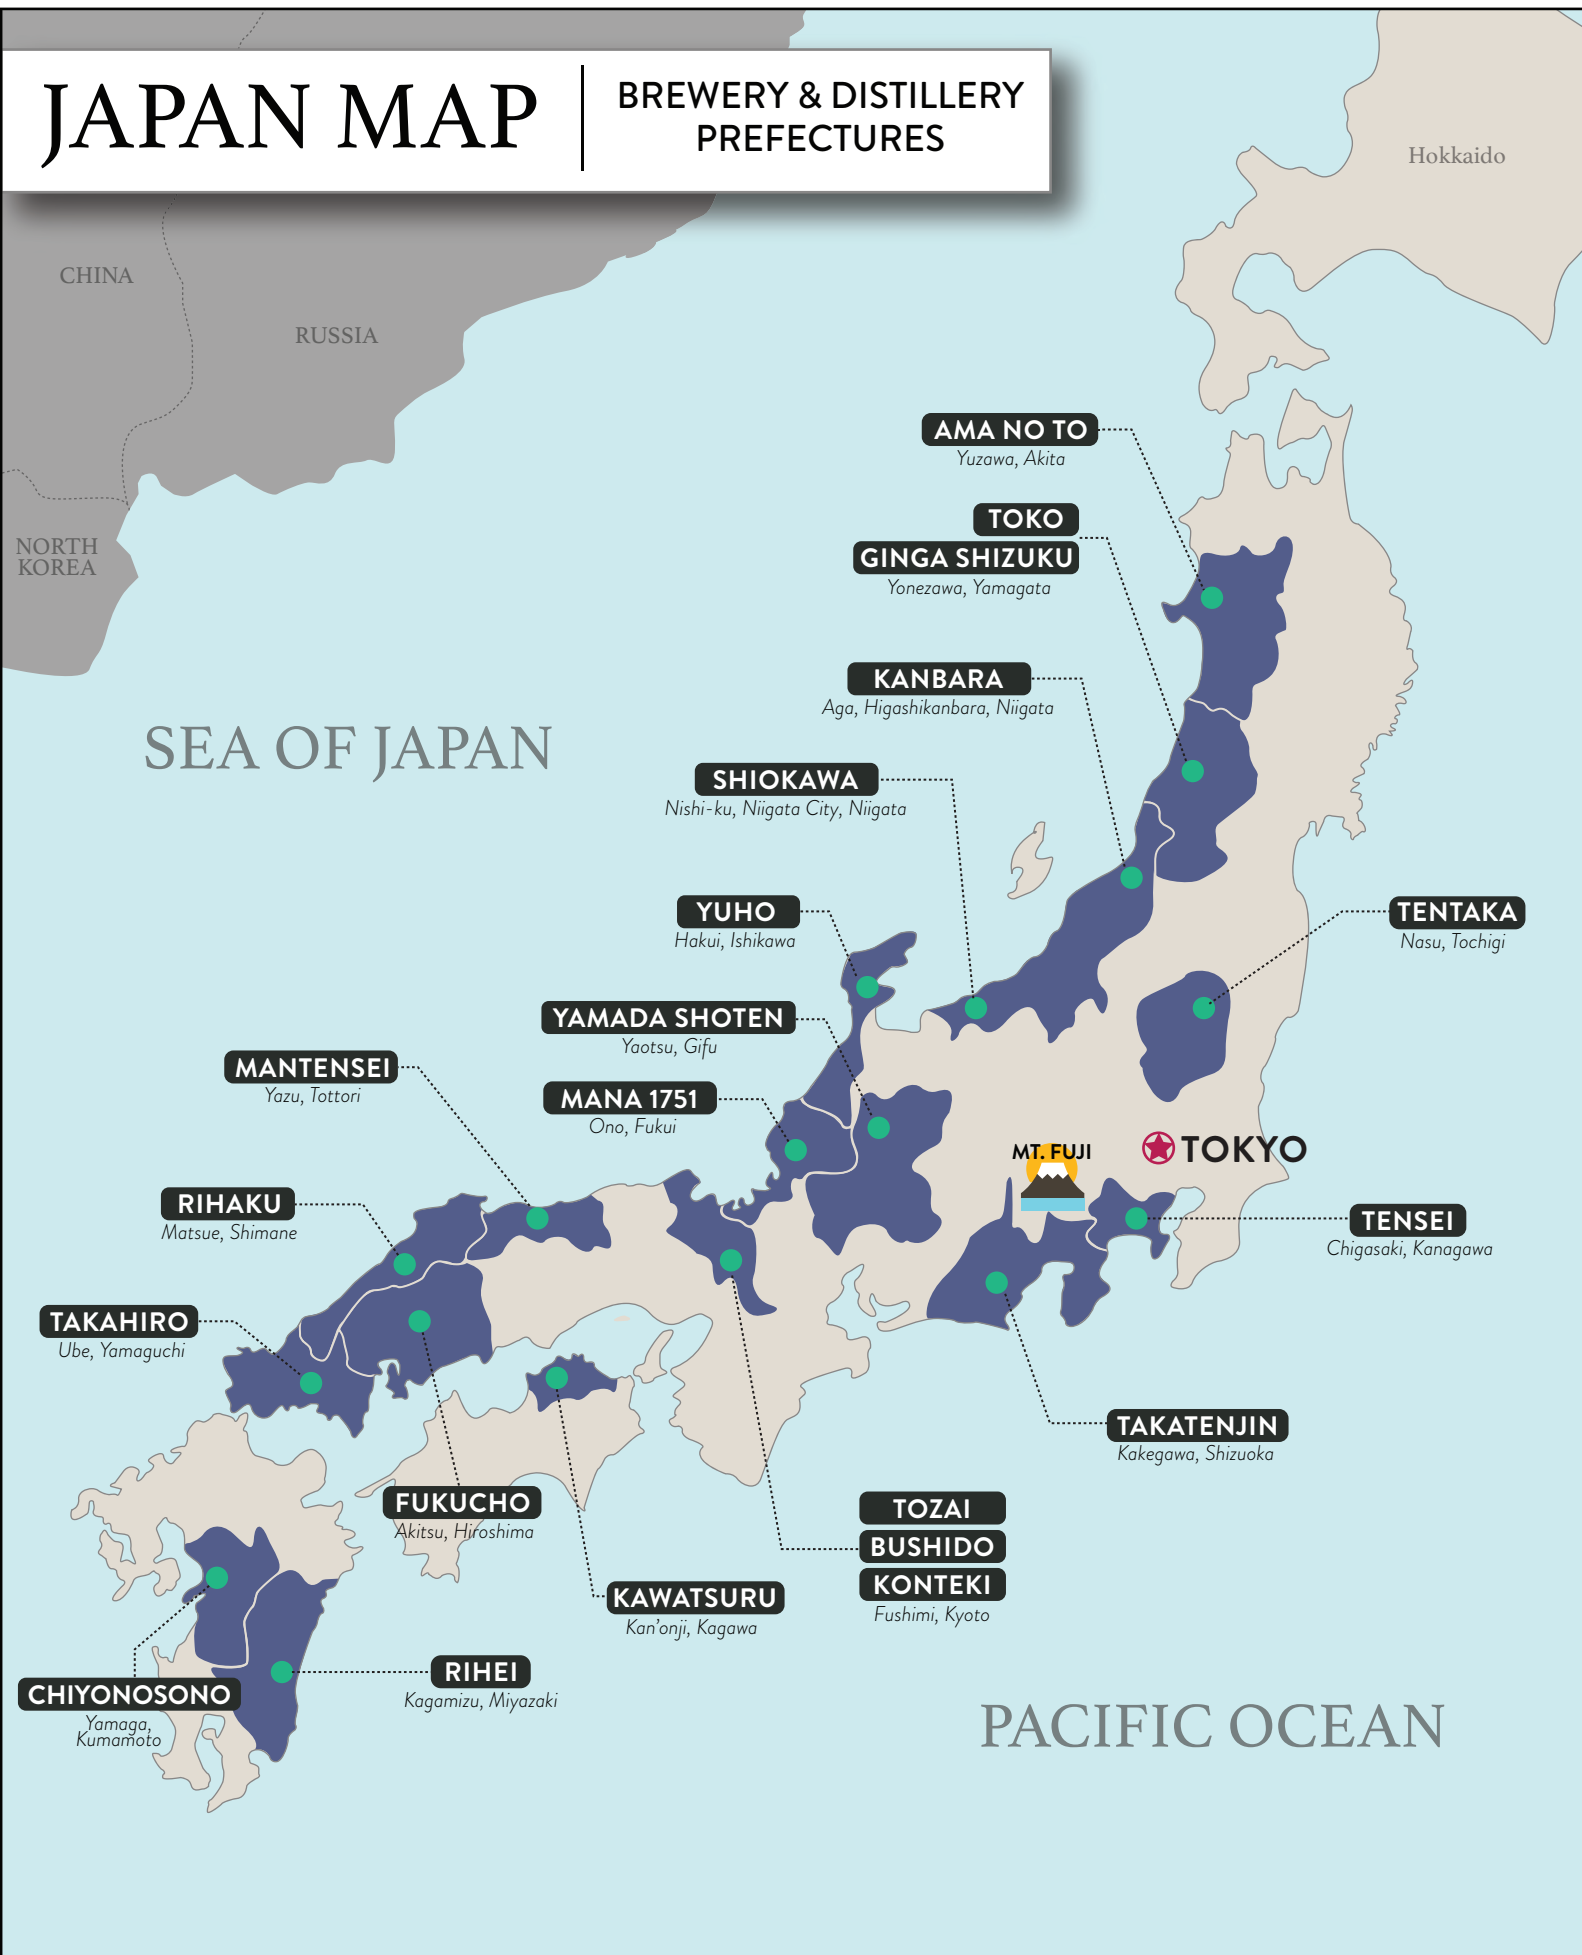 JAPAN MAP
BREWERY & DISTILLERY
PREFECTURES
Hokkaido
CHINA
RUSSIA
NORTH
KOREA
SEA OF JAPAN
AMA NO TO
Yuzawa, Akita
TOKO
GINGA SHIZUKU
Yonezawa, Yamagata
KANBARA
Aga, Higashikanbara, Niigata
SHIOKAWA
Nishi-ku, Niigata City, Niigata
YUHO
Hakui, Ishikawa
TENTAKA
Nasu, Tochigi
YAMADA SHOTEN
Yaotsu, Gifu
MANTENSEI
Yazu, Tottori
MANA 1751
Ono, Fukui
MT. FUJI
TOKYO
RIHAKU
Matsue, Shimane
TENSEI
Chigasaki, Kanagawa
TAKAHIRO
Ube, Yamaguchi
TAKATENJIN
Kakegawa, Shizuoka
FUKUCHO
Akitsu, Hiroshima
TOZAI
BUSHIDO
KONTEKI
Fushimi, Kyoto
KAWATSURU
Kan'onji, Kagawa
RIHEI
Kagamizu, Miyazaki
CHIYONOSONO
Yamaga,
Kumamoto
PACIFIC OCEAN